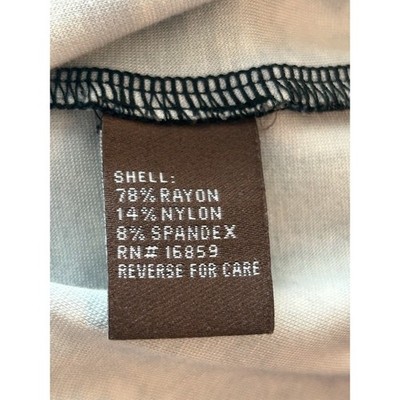 SHELL:
78% RAYON
14% NYLON
8% SPANDEX
RN# 16859
REVERSE FOR CARE